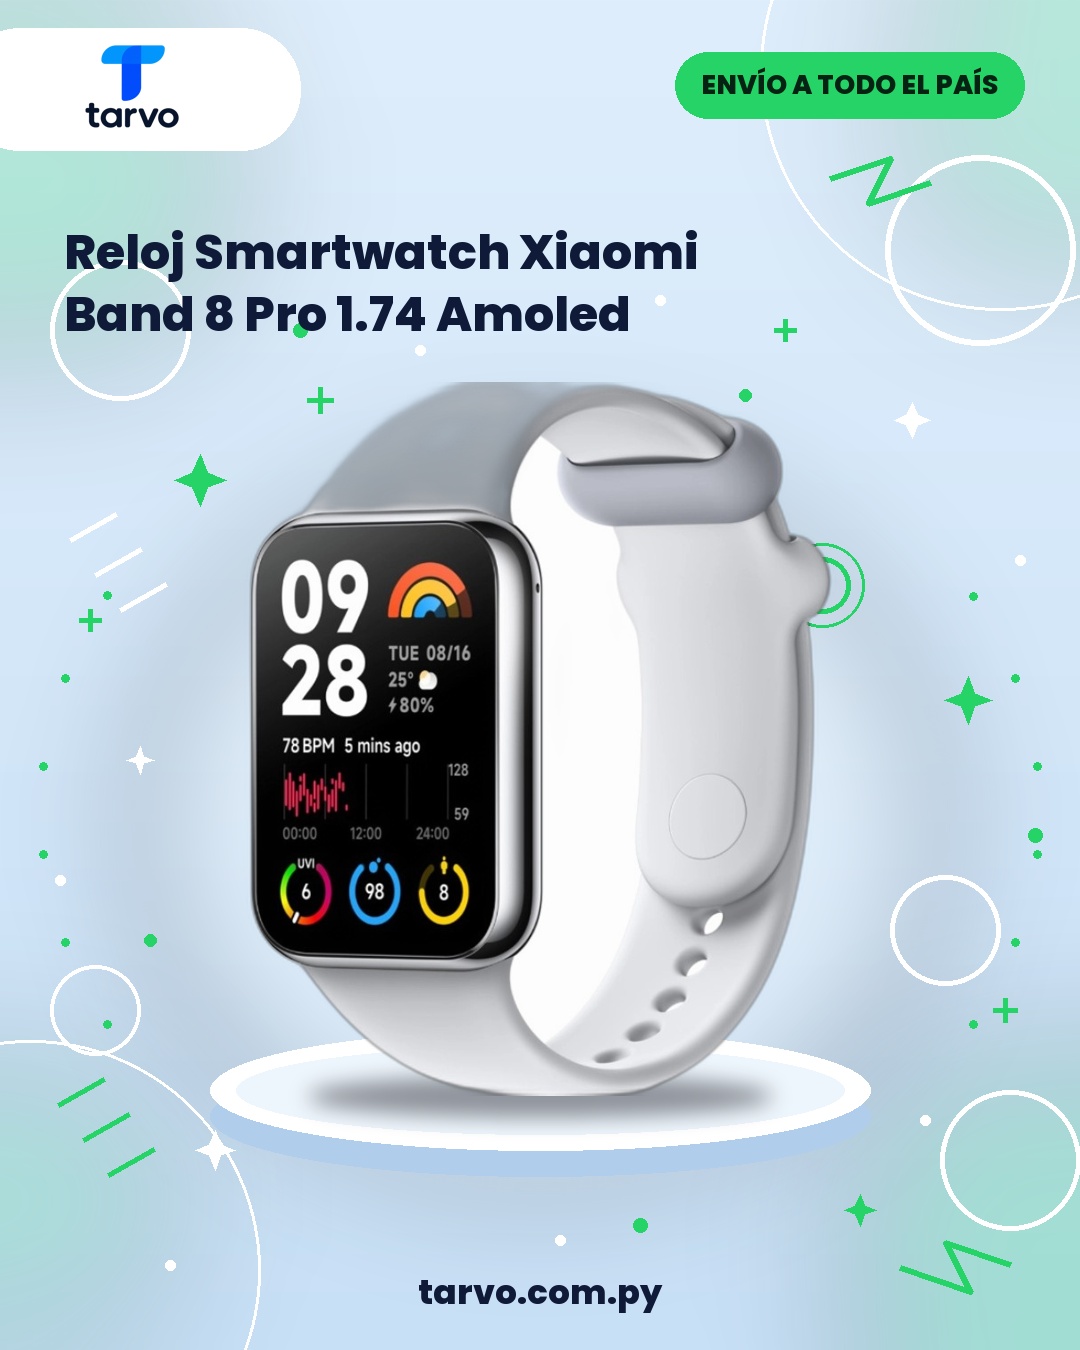 tarvo
ENVÍO A TODO EL PAÍS
Reloj Smartwatch Xiaomi
Band 8 Pro 1.74 Amoled
09
28
TUE 08/16
25°
80%
78 BPM 5 mins ago
128
59
00:00 12:00 24:00
UVI
6 98 8
tarvo.com.py